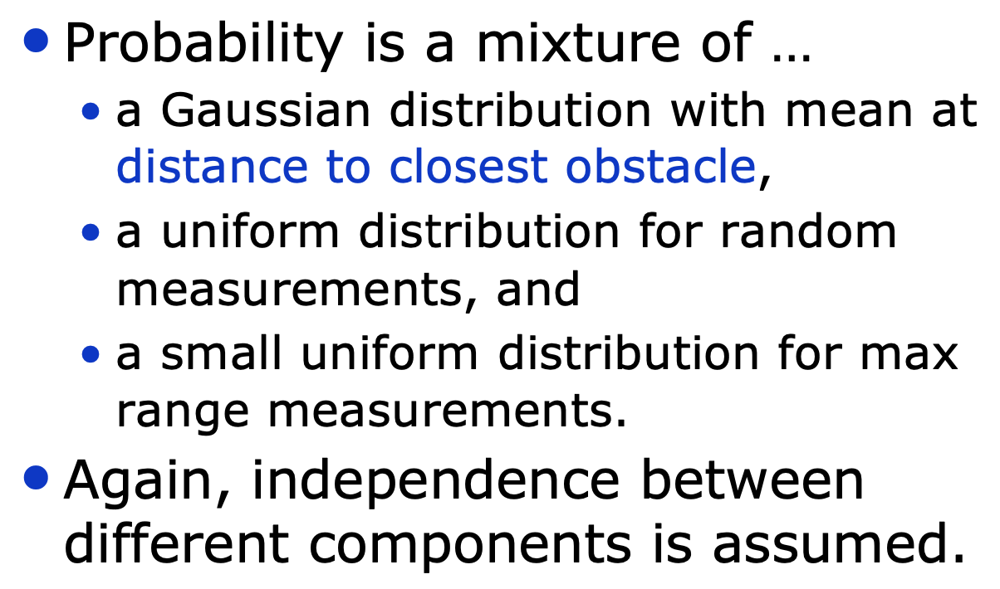 • Probability is a mixture of …
• a Gaussian distribution with mean at
distance to closest obstacle,
• a uniform distribution for random
measurements, and
• a small uniform distribution for max
range measurements.
• Again, independence between
different components is assumed.